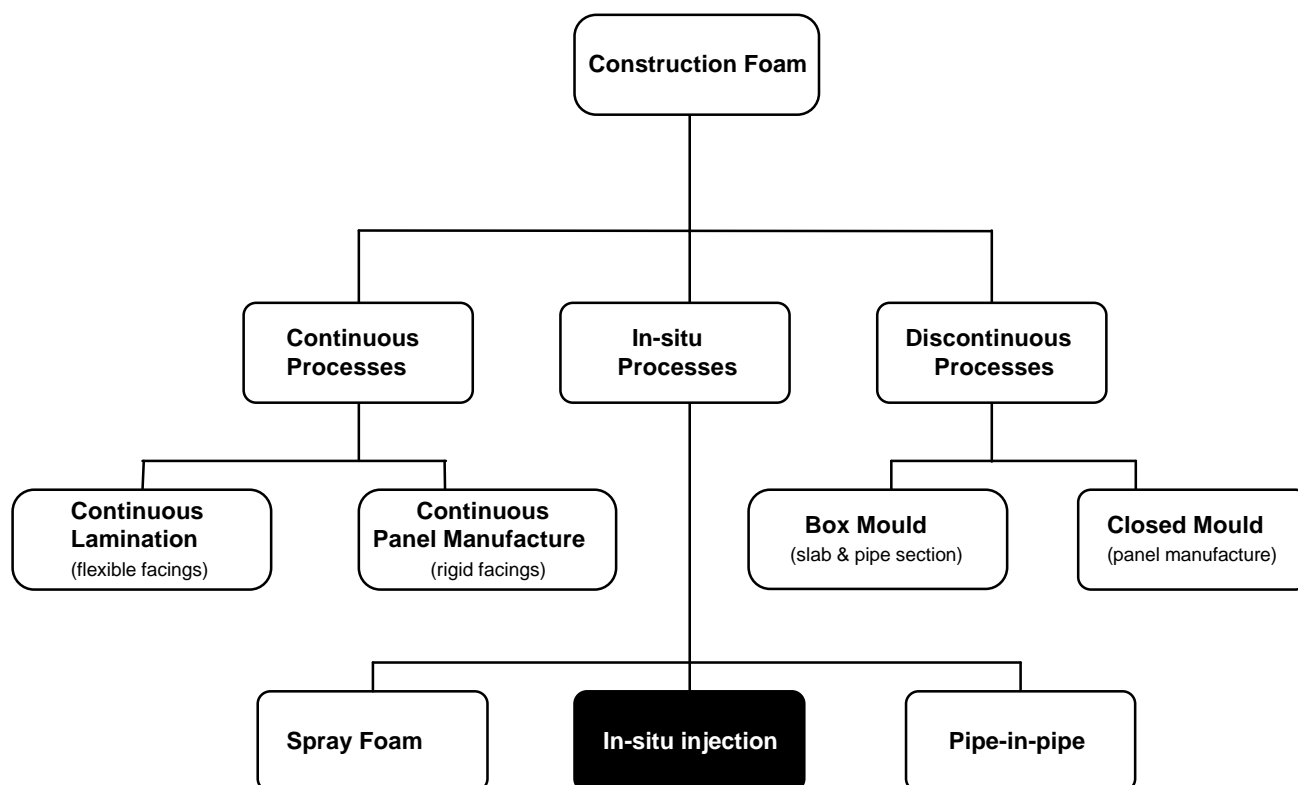 Construction Foam
Continuous
Processes
In-situ
Processes
Discontinuous
Processes
Continuous
Lamination
(flexible facings)
Continuous
Panel Manufacture
(rigid facings)
Box Mould
(slab & pipe section)
Closed Mould
(panel manufacture)
Spray Foam
In-situ injection
Pipe-in-pipe